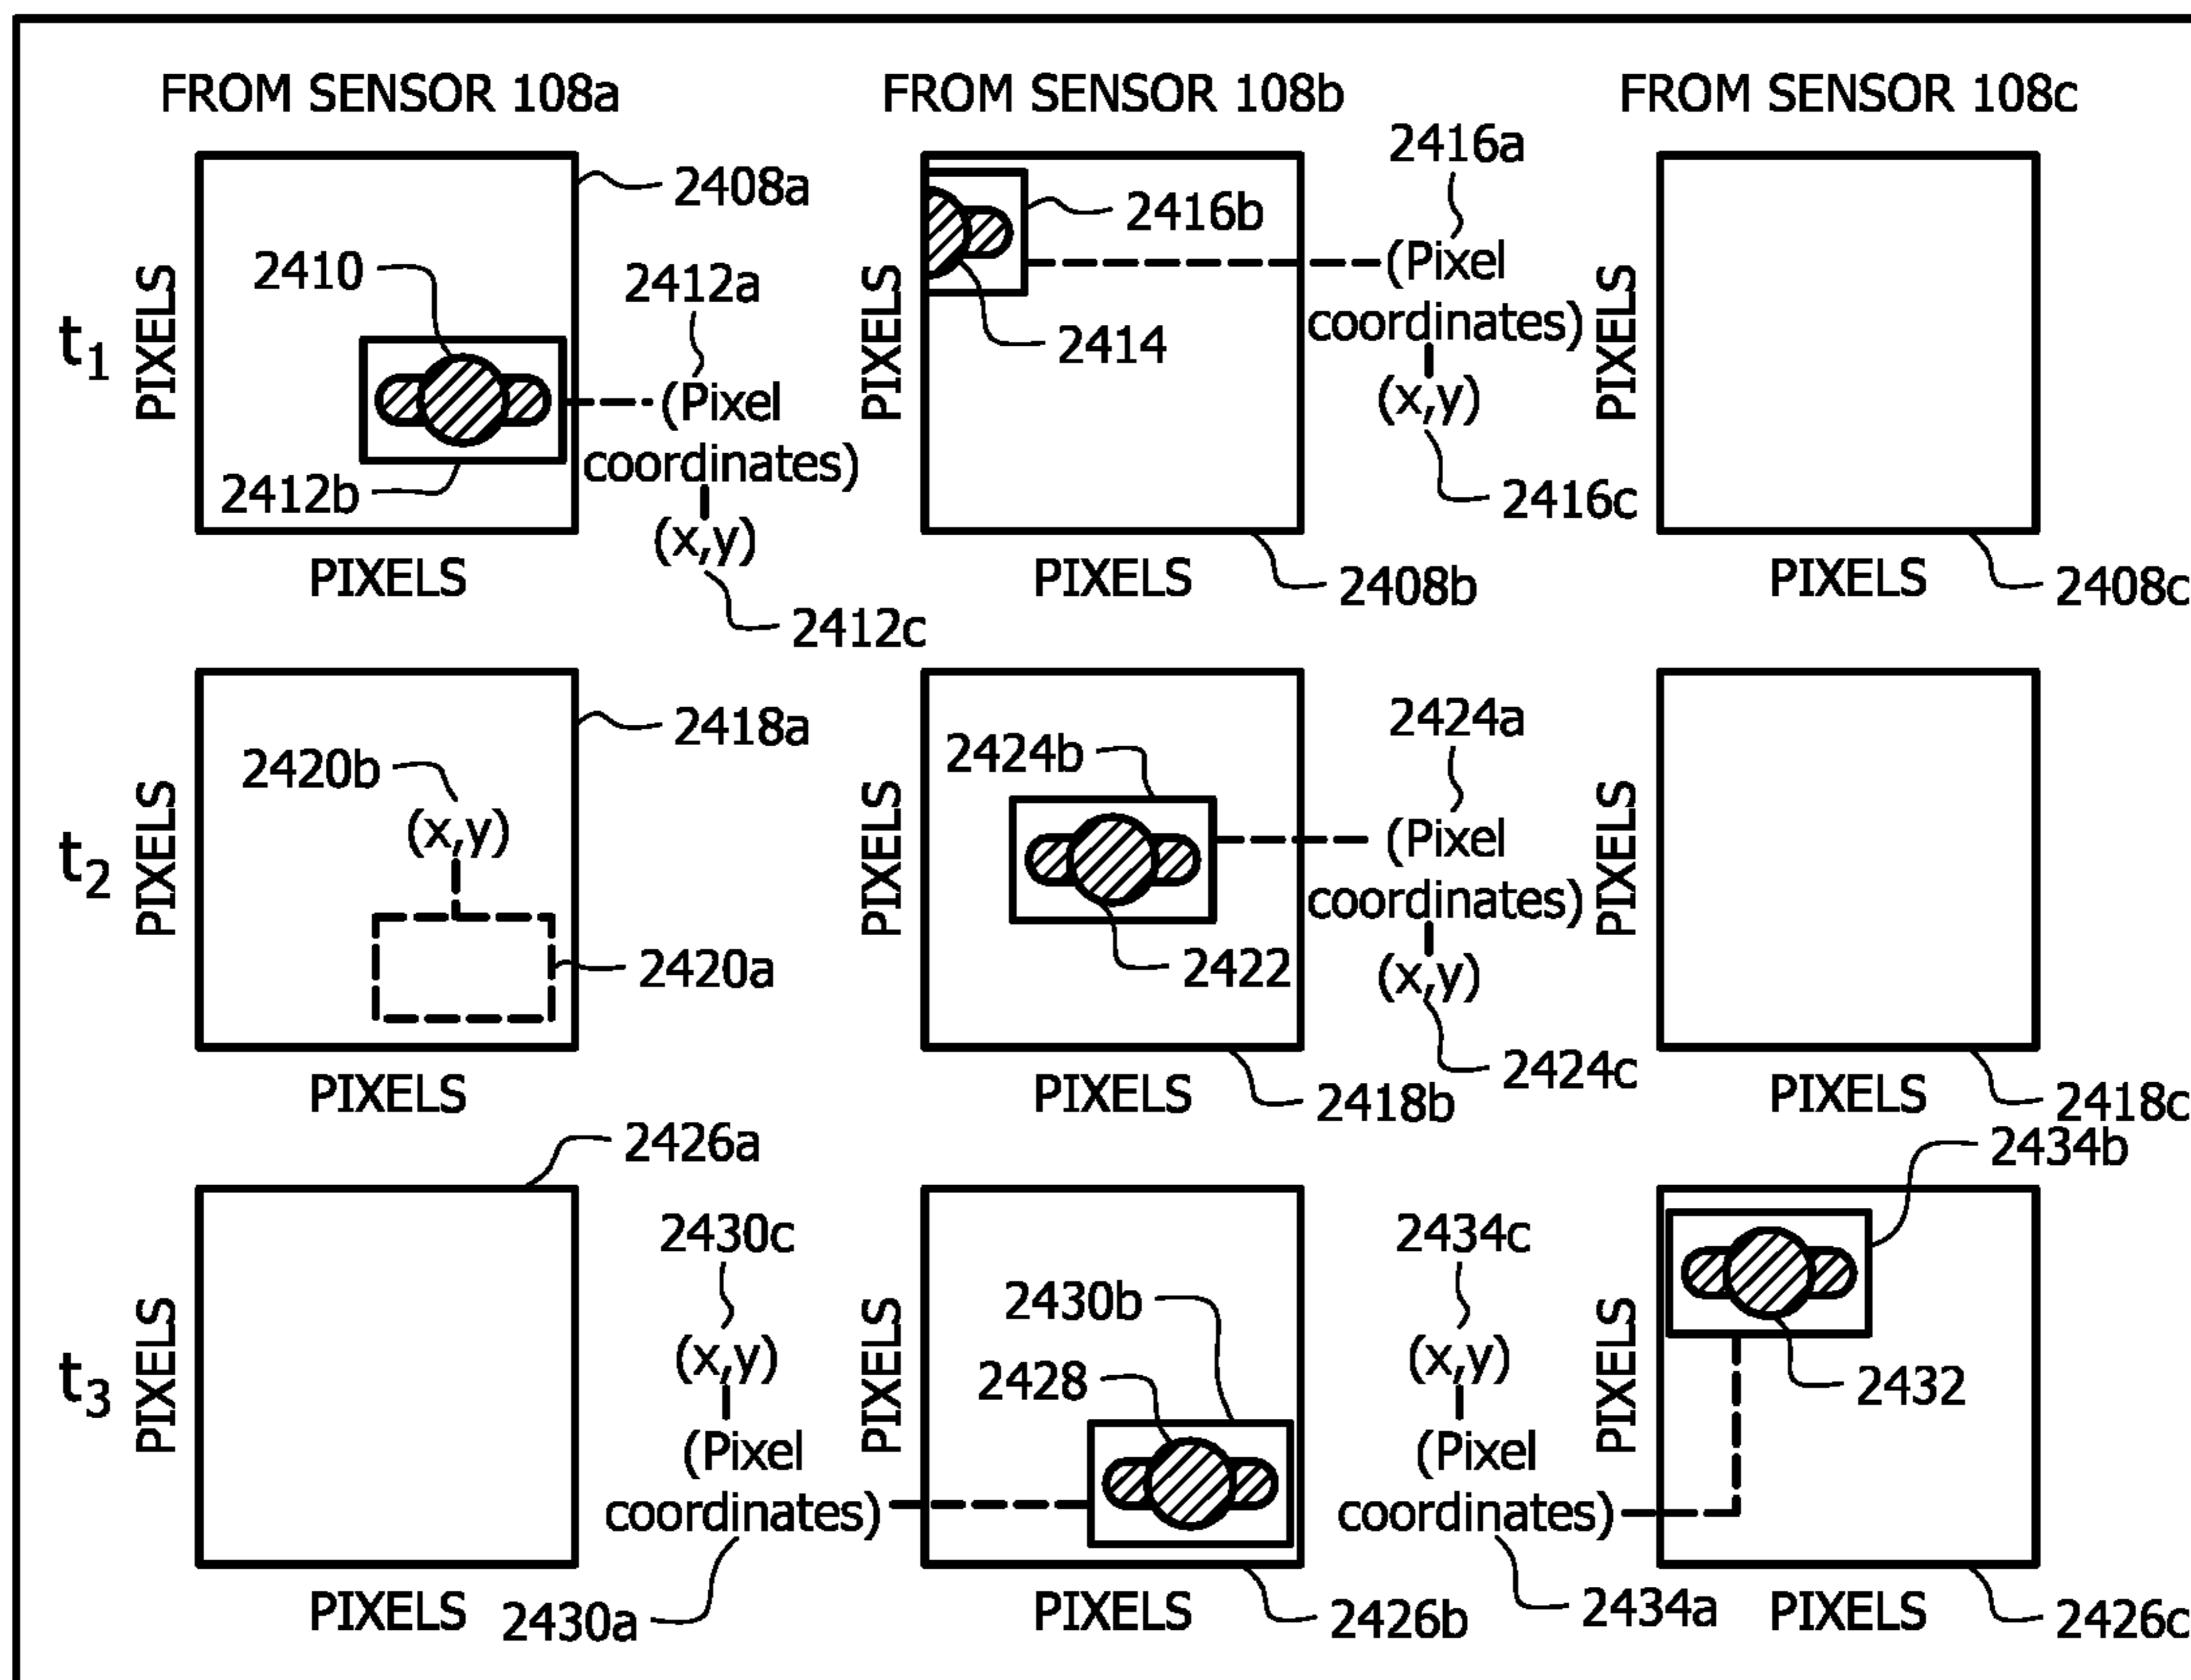 FROM SENSOR 108a
FROM SENSOR 108b
FROM SENSOR 108c
t1
PIXELS
2408a
2410
2412a
(Pixel
coordinates)
(x,y)
2412b
2412c
PIXELS
PIXELS
2416a
2416b
(Pixel
coordinates)
(x,y)
2414
2416c
PIXELS
2408b
PIXELS
PIXELS
2408c
t2
PIXELS
2418a
2420b
(x,y)
2420a
PIXELS
PIXELS
2424a
2424b
(Pixel
coordinates)
(x,y)
2422
2424c
PIXELS
2418b
PIXELS
PIXELS
2418c
t3
PIXELS
2426a
PIXELS
2430c
(x,y)
(Pixel
coordinates)
2430a
PIXELS
2430b
2428
PIXELS
2426b
2434c
(x,y)
(Pixel
coordinates)
2434a
PIXELS
2434b
2432
PIXELS
2426c